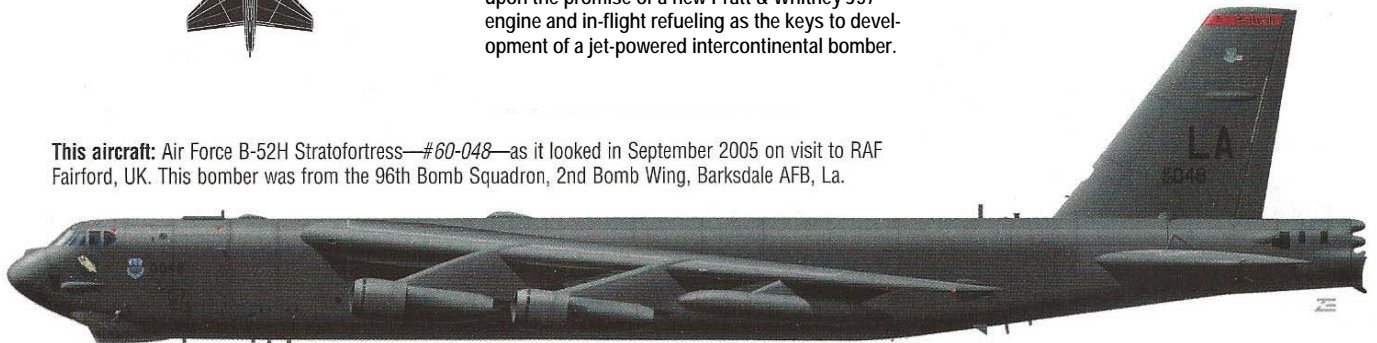 engine and in-flight refueling as the keys to devel-
opment of a jet-powered intercontinental bomber.
This aircraft: Air Force B-52H Stratofortress—#60-048—as it looked in September 2005 on visit to RAF
Fairford, UK. This bomber was from the 96th Bomb Squadron, 2nd Bomb Wing, Barksdale AFB, La.
LA
048